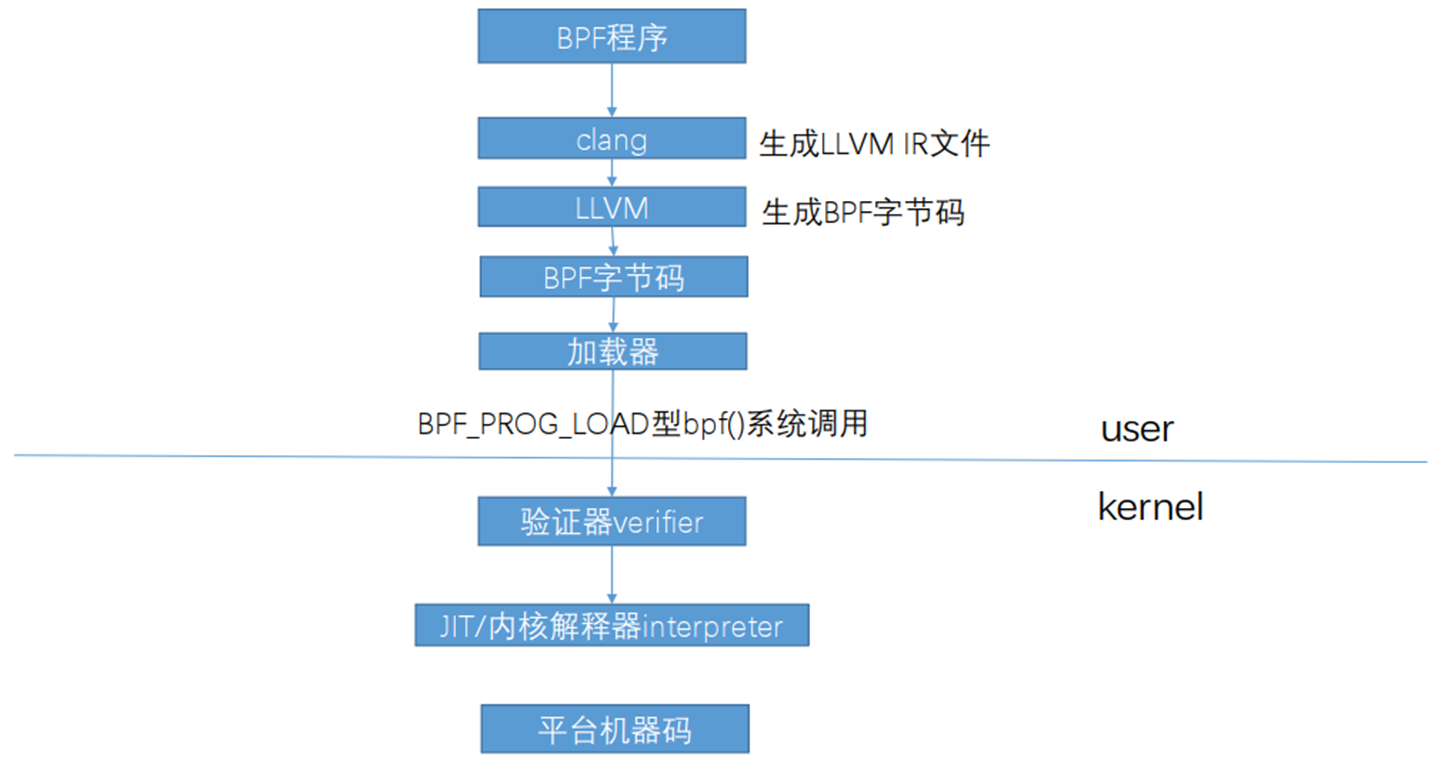 BPF程序
clang
生成LLVM IR文件
LLVM
生成BPF字节码
BPF字节码
加载器
BPF_PROG_LOAD型bpf()系统调用
user
kernel
验证器verifier
JIT/内核解释器interpreter
平台机器码